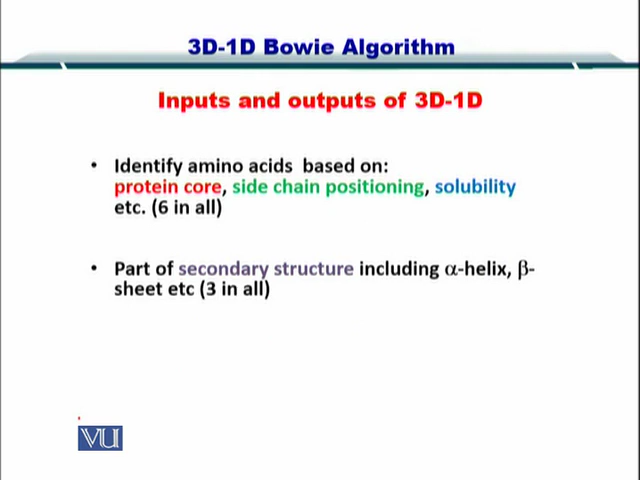 3D-1D Bowie Algorithm
Inputs and outputs of 3D-1D
• Identify amino acids based on:
protein core, side chain positioning, solubility
etc. (6 in all)
• Part of secondary structure including α-helix, β-
sheet etc (3 in all)
VU